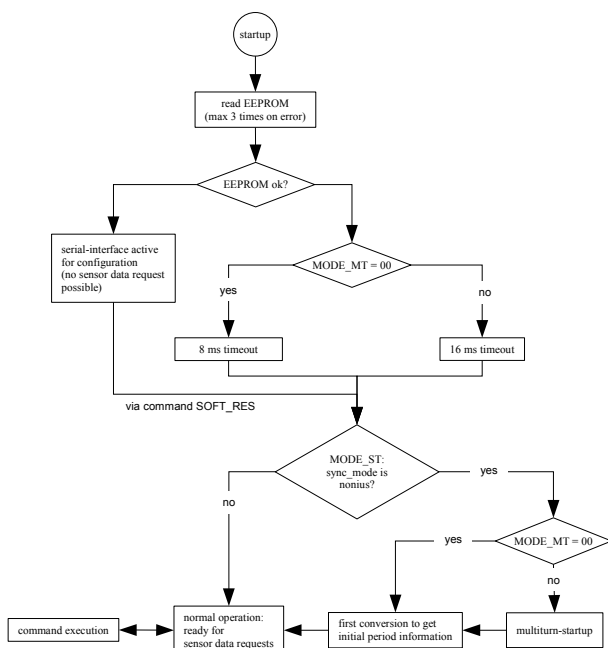 startup
read EEPROM
(max 3 times on error)
EEPROM ok?
serial-interface active
for configuration
(no sensor data request
possible)
MODE_MT = 00
yes
no
8 ms timeout
16 ms timeout
via command SOFT_RES
MODE_ST:
sync_mode is
nonius?
yes
no
MODE_MT = 00
yes
no
command execution
normal operation:
ready for
sensor data requests
first conversion to get
initial period information
multiturn-startup